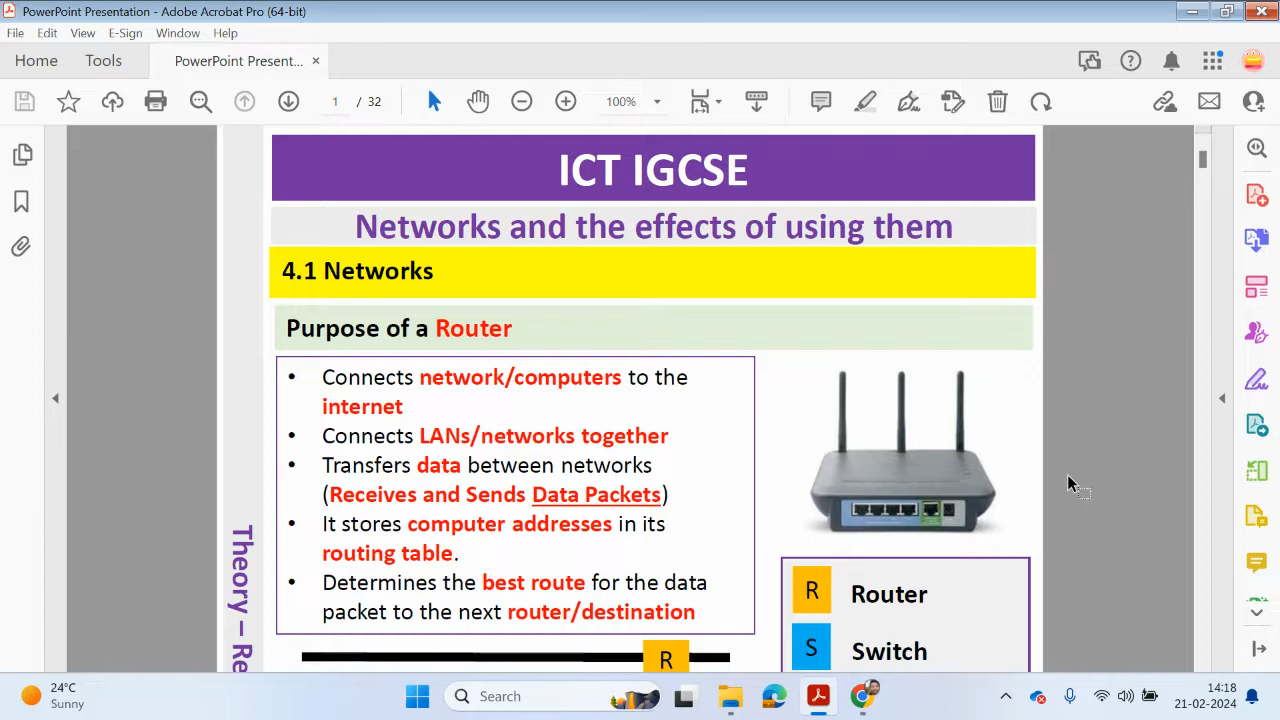 PowerPoint Presentation - Adobe Acrobat Pro (64-bit)
File Edit View E-Sign Window Help
Home Tools PowerPoint Present... ×
1 / 32 100%
ICT IGCSE
Networks and the effects of using them
4.1 Networks
Purpose of a Router
• Connects network/computers to the
internet
• Connects LANs/networks together
• Transfers data between networks
(Receives and Sends Data Packets)
• It stores computer addresses in its
routing table.
• Determines the best route for the data
packet to the next router/destination
R
R Router
S Switch
Theory – Re
24°C
Sunny
Search
14:18
21-02-2024